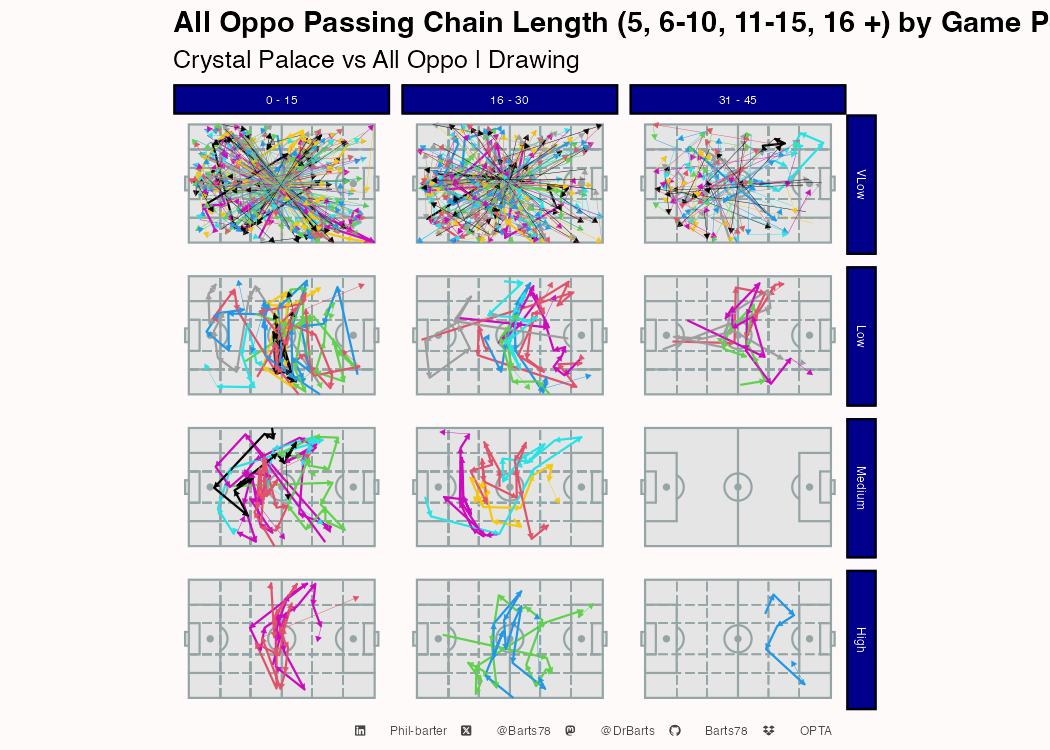 All Oppo Passing Chain Length (5, 6-10, 11-15, 16 +) by Game P
Crystal Palace vs All Oppo | Drawing
0 - 15
16 - 30
31 - 45
VLow
Low
Medium
High
Phil-barter @Barts78 @DrBarts Barts78 OPTA